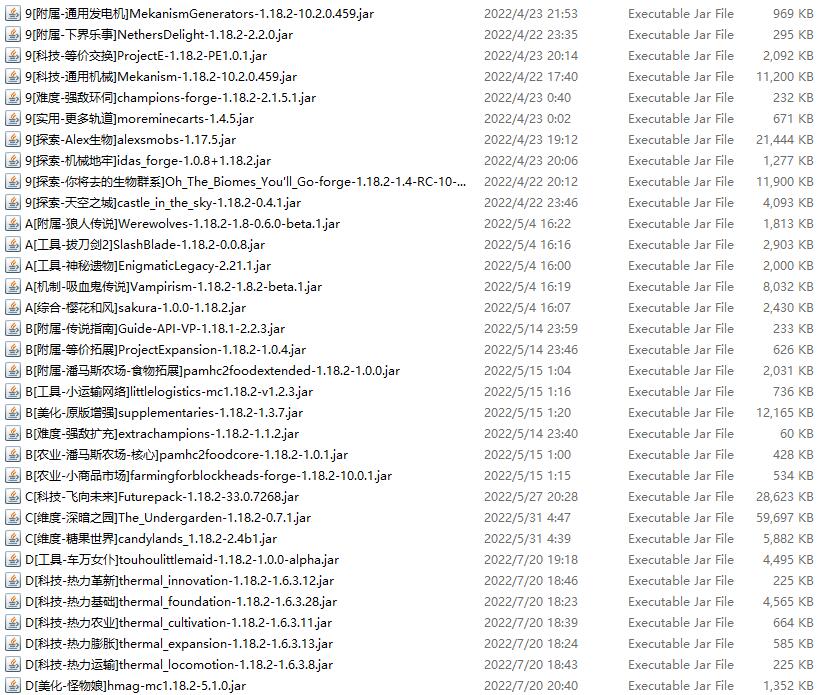 9[附属-通用发电机]MekanismGenerators-1.18.2-10.2.0.459.jar 2022/4/23 21:53 Executable Jar File 969 KB
9[附属-下界乐事]NethersDelight-1.18.2-2.2.0.jar 2022/4/22 23:35 Executable Jar File 295 KB
9[科技-等价交换]ProjectE-1.18.2-PE1.0.1.jar 2022/4/23 20:14 Executable Jar File 2,092 KB
9[科技-通用机械]Mekanism-1.18.2-10.2.0.459.jar 2022/4/22 17:40 Executable Jar File 11,200 KB
9[难度-强敌环伺]champions-forge-1.18.2-2.1.5.1.jar 2022/4/23 0:40 Executable Jar File 232 KB
9[实用-更多轨道]moreminecarts-1.4.5.jar 2022/4/23 0:02 Executable Jar File 671 KB
9[探索-Alex生物]alexsmobs-1.17.5.jar 2022/4/23 19:12 Executable Jar File 21,444 KB
9[探索-机械地牢]idas_forge-1.0.8+1.18.2.jar 2022/4/23 20:06 Executable Jar File 1,277 KB
9[探索-你将去的生物群系]Oh_The_Biomes_You'll_Go-forge-1.18.2-1.4-RC-10-... 2022/4/22 20:12 Executable Jar File 11,900 KB
9[探索-天空之城]castle_in_the_sky-1.18.2-0.4.1.jar 2022/4/22 23:46 Executable Jar File 4,093 KB
A[附属-狼人传说]Werewolves-1.18.2-1.8-0.6.0-beta.1.jar 2022/5/4 16:22 Executable Jar File 1,813 KB
A[工具-拔刀剑2]SlashBlade-1.18.2-0.0.8.jar 2022/5/4 16:16 Executable Jar File 2,903 KB
A[工具-神秘遗物]EnigmaticLegacy-2.21.1.jar 2022/5/4 16:00 Executable Jar File 2,000 KB
A[机制-吸血鬼传说]Vampirism-1.18.2-1.8.2-beta.1.jar 2022/5/4 16:19 Executable Jar File 8,032 KB
A[综合-樱花和风]sakura-1.0.0-1.18.2.jar 2022/5/4 16:07 Executable Jar File 2,430 KB
B[附属-传说指南]Guide-API-VP-1.18.1-2.2.3.jar 2022/5/14 23:59 Executable Jar File 233 KB
B[附属-等价拓展]ProjectExpansion-1.18.2-1.0.4.jar 2022/5/14 23:46 Executable Jar File 626 KB
B[附属-潘马斯农场-食物拓展]pamhc2foodextended-1.18.2-1.0.0.jar 2022/5/15 1:04 Executable Jar File 2,031 KB
B[工具-小运输网络]littlelogistics-mc1.18.2-v1.2.3.jar 2022/5/15 1:16 Executable Jar File 736 KB
B[美化-原版增强]supplementaries-1.18.2-1.3.7.jar 2022/5/15 1:20 Executable Jar File 12,165 KB
B[难度-强敌扩充]extrachampions-1.18.2-1.1.2.jar 2022/5/14 23:40 Executable Jar File 60 KB
B[农业-潘马斯农场-核心]pamhc2foodcore-1.18.2-1.0.1.jar 2022/5/15 1:00 Executable Jar File 428 KB
B[农业-小商品市场]farmingforblockheads-forge-1.18.2-10.0.1.jar 2022/5/15 1:15 Executable Jar File 534 KB
C[科技-飞向未来]Futurepack-1.18.2-33.0.7268.jar 2022/5/27 20:28 Executable Jar File 28,623 KB
C[维度-深暗之园]The_Undergarden-1.18.2-0.7.1.jar 2022/5/31 4:47 Executable Jar File 59,697 KB
C[维度-糖果世界]candylands_1.18.2-2.4b1.jar 2022/5/31 4:39 Executable Jar File 5,882 KB
D[工具-车万女仆]touhoulittlemaid-1.18.2-1.0.0-alpha.jar 2022/7/20 19:18 Executable Jar File 4,495 KB
D[科技-热力革新]thermal_innovation-1.18.2-1.6.3.12.jar 2022/7/20 18:46 Executable Jar File 225 KB
D[科技-热力基础]thermal_foundation-1.18.2-1.6.3.28.jar 2022/7/20 18:23 Executable Jar File 4,565 KB
D[科技-热力农业]thermal_cultivation-1.18.2-1.6.3.11.jar 2022/7/20 18:39 Executable Jar File 664 KB
D[科技-热力膨胀]thermal_expansion-1.18.2-1.6.3.13.jar 2022/7/20 18:24 Executable Jar File 585 KB
D[科技-热力运输]thermal_locomotion-1.18.2-1.6.3.8.jar 2022/7/20 18:43 Executable Jar File 225 KB
D[美化-怪物娘]hmag-mc1.18.2-5.1.0.jar 2022/7/20 20:40 Executable Jar File 1,352 KB